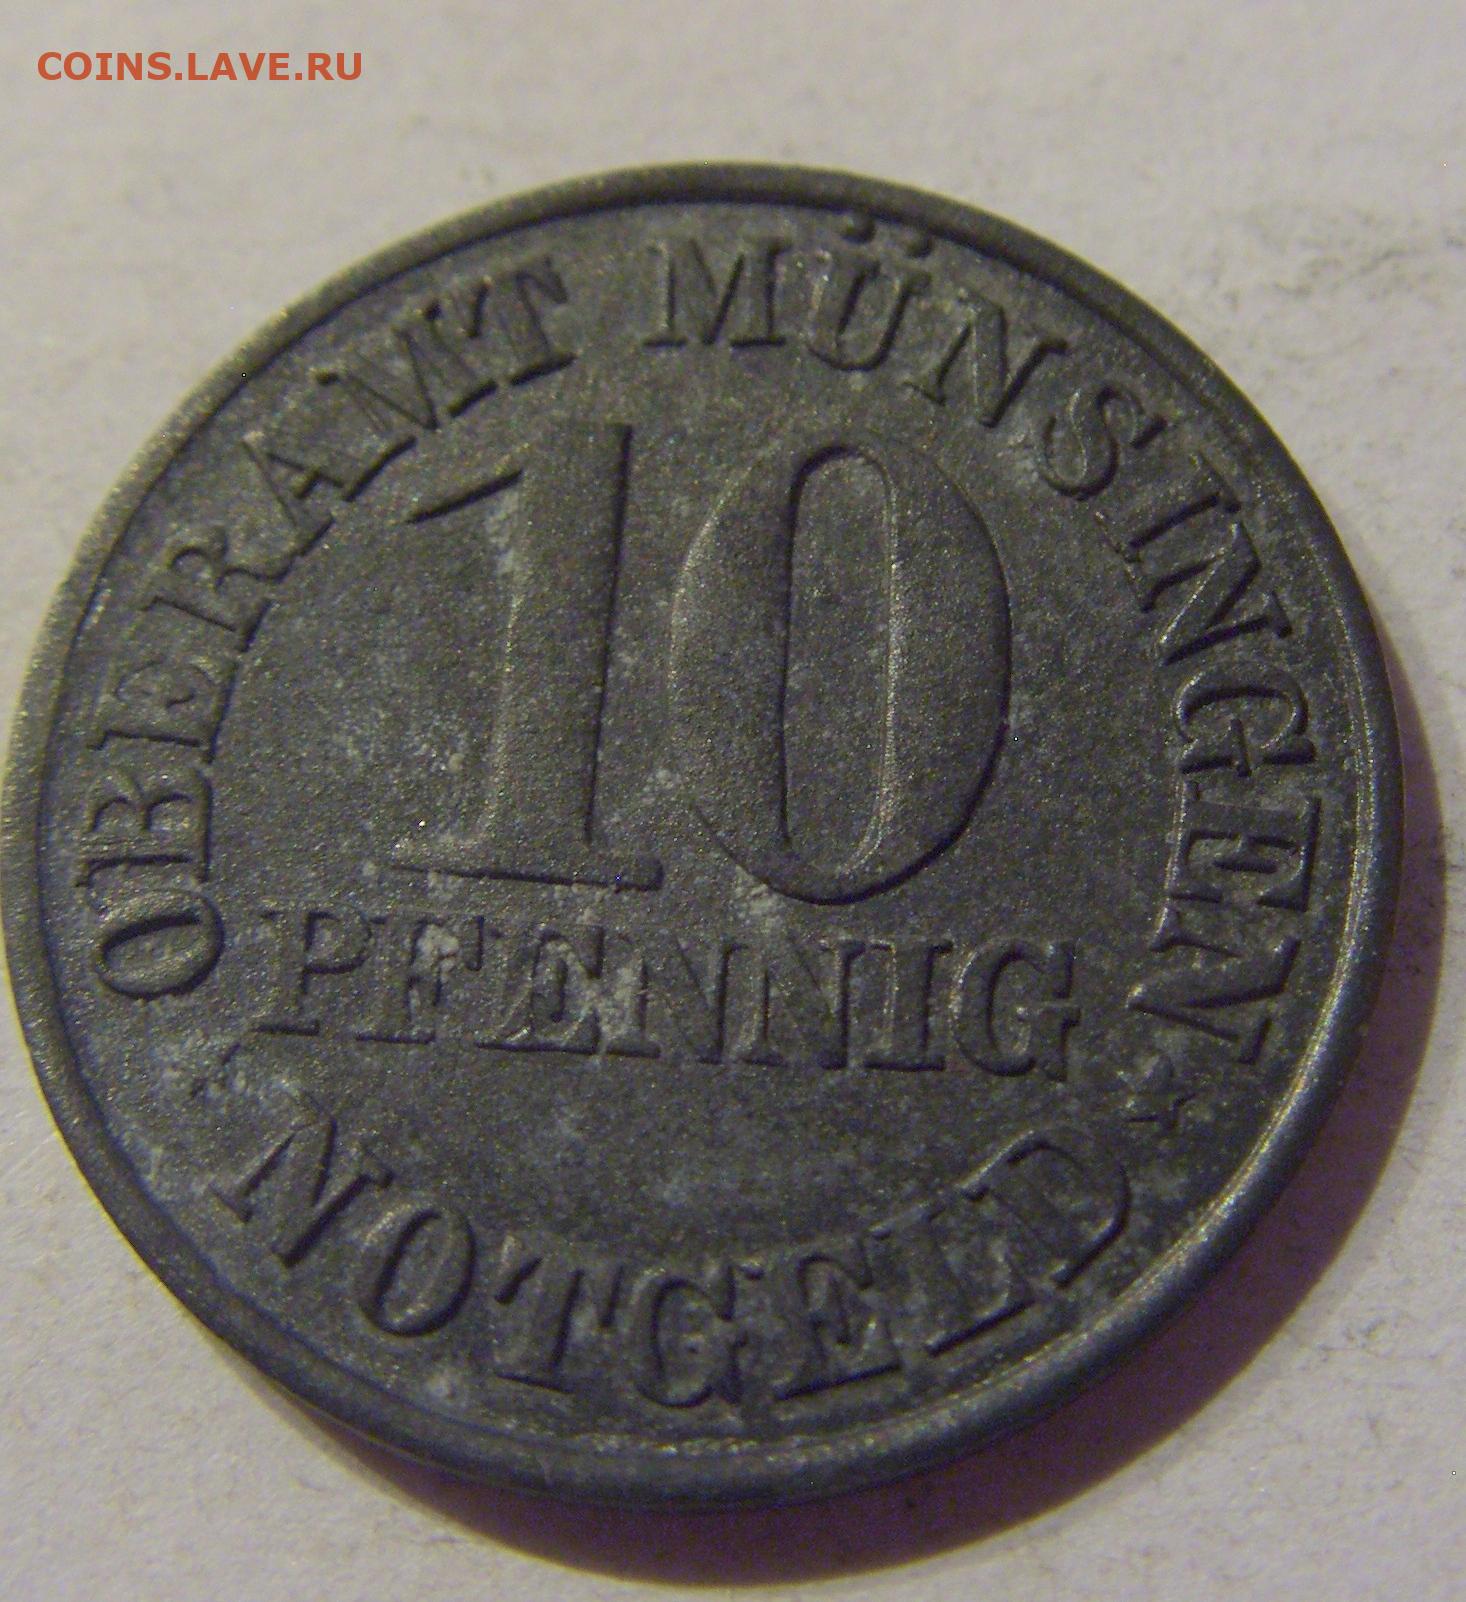 COINS.LAVE.RU
OBERAMT MÜNSINGEN
10
PFENNIG
NOTGELD